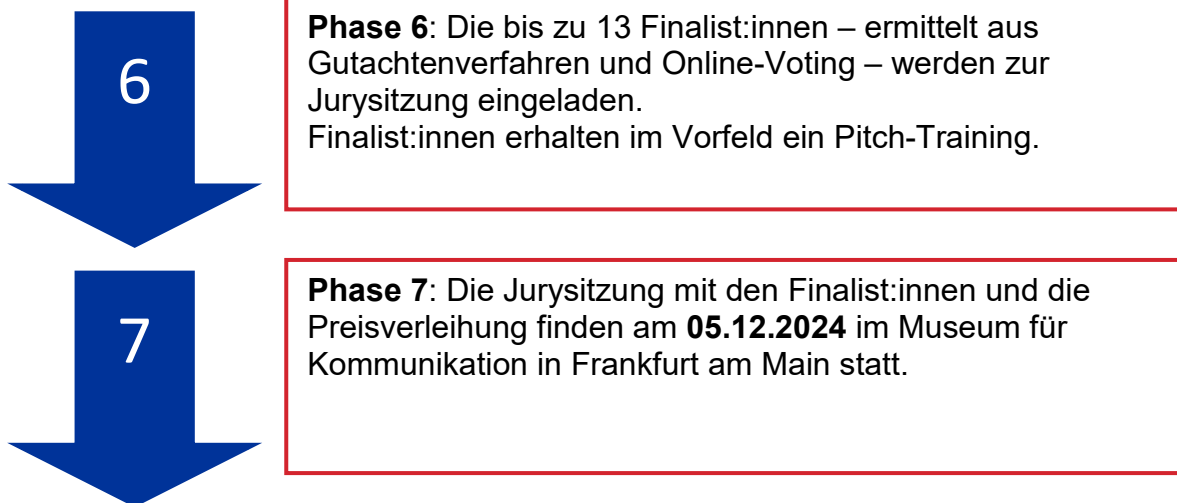 6
Phase 6: Die bis zu 13 Finalist:innen – ermittelt aus
Gutachtenverfahren und Online-Voting – werden zur
Jurysitzung eingeladen.
Finalist:innen erhalten im Vorfeld ein Pitch-Training.
7
Phase 7: Die Jurysitzung mit den Finalist:innen und die
Preisverleihung finden am 05.12.2024 im Museum für
Kommunikation in Frankfurt am Main statt.